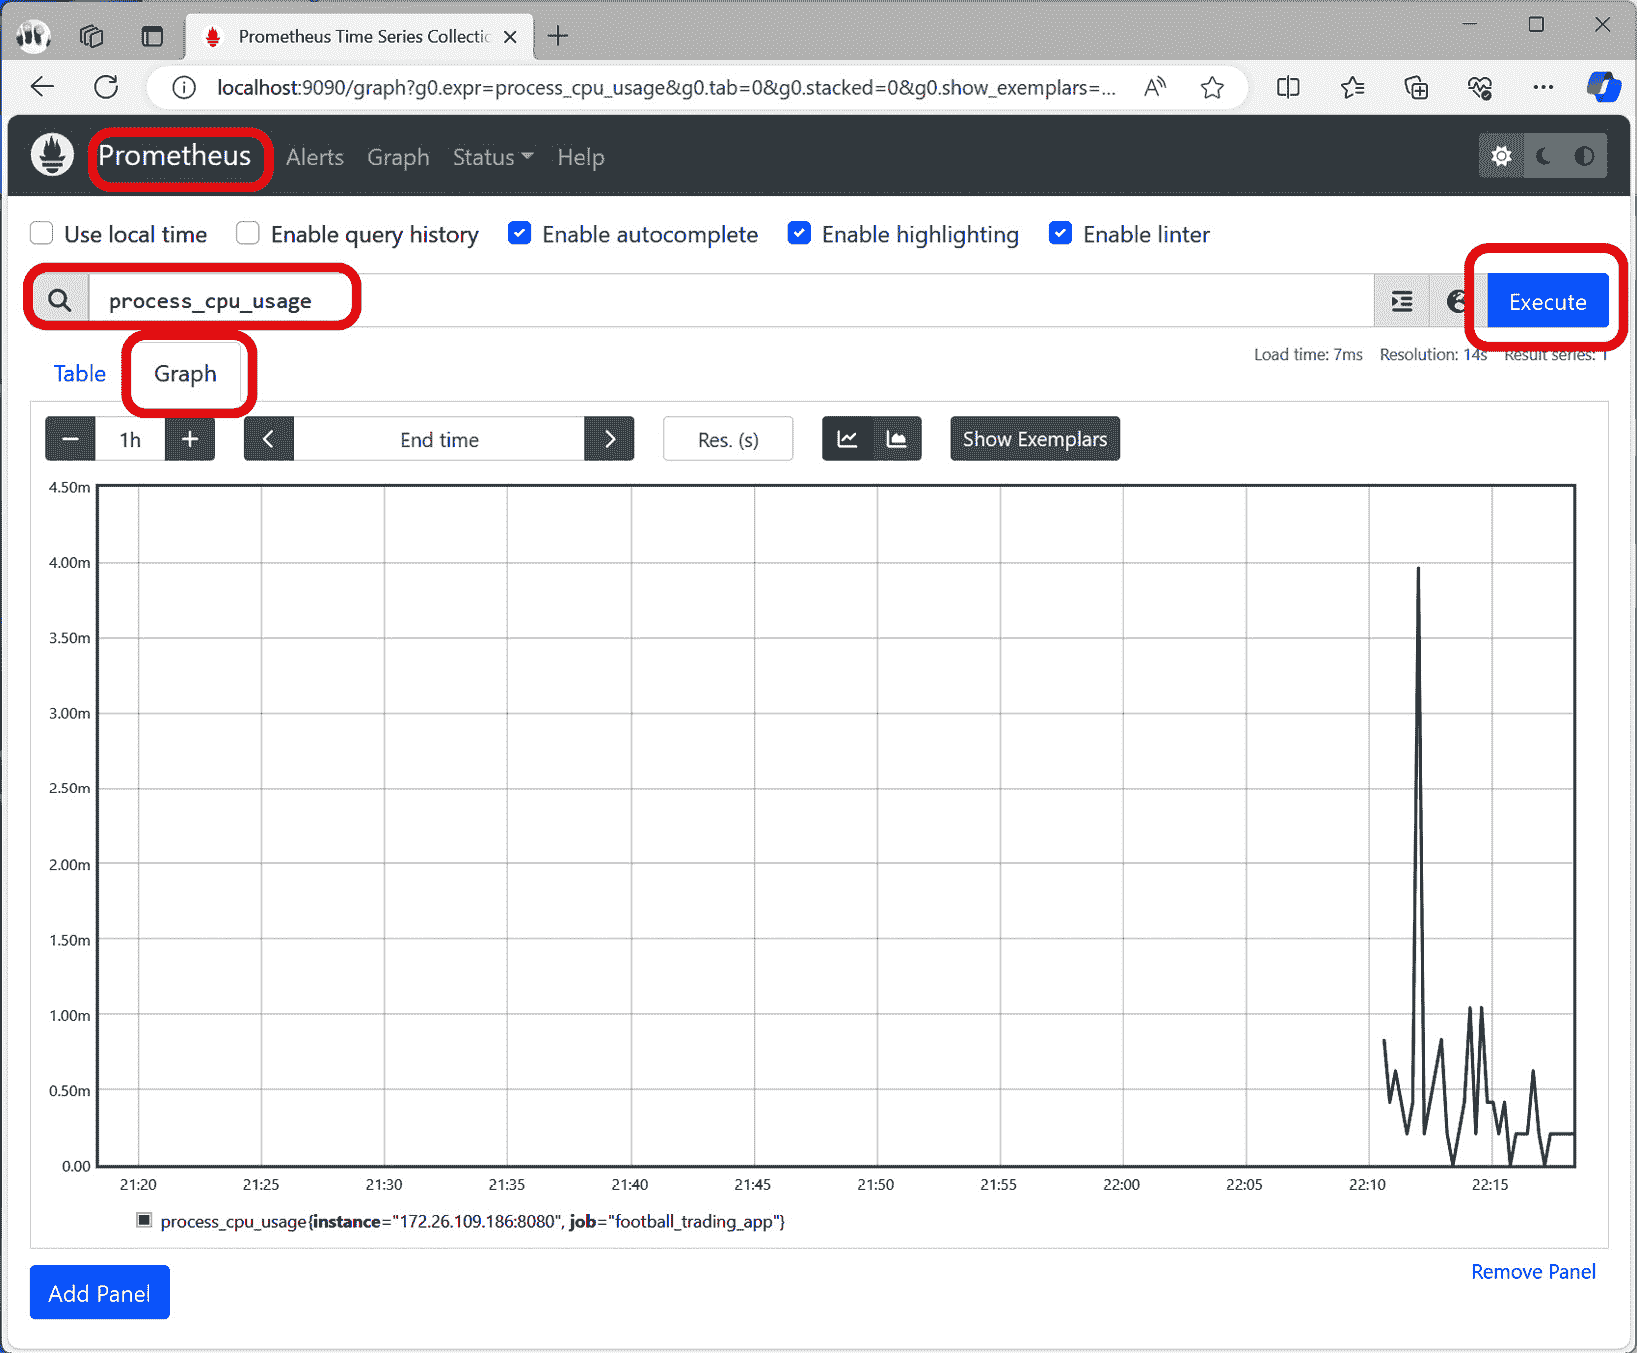 Prometheus Time Series Collectic
localhost:9090/graph?g0.expr=process_cpu_usage&g0.tab=0&g0.stacked=0&g0.show_exemplars=...
Prometheus Alerts Graph Status Help
Use local time Enable query history Enable autocomplete Enable highlighting Enable linter
process_cpu_usage Execute
Load time: 7ms Resolution: 14s Result series: 1
Table Graph
1h End time Res. (s) Show Exemplars
4.50m
4.00m
3.50m
3.00m
2.50m
2.00m
1.50m
1.00m
0.50m
0.00
21:20 21:25 21:30 21:35 21:40 21:45 21:50 21:55 22:00 22:05 22:10 22:15
process_cpu_usage{instance="172.26.109.186:8080", job="football_trading_app"}
Remove Panel
Add Panel